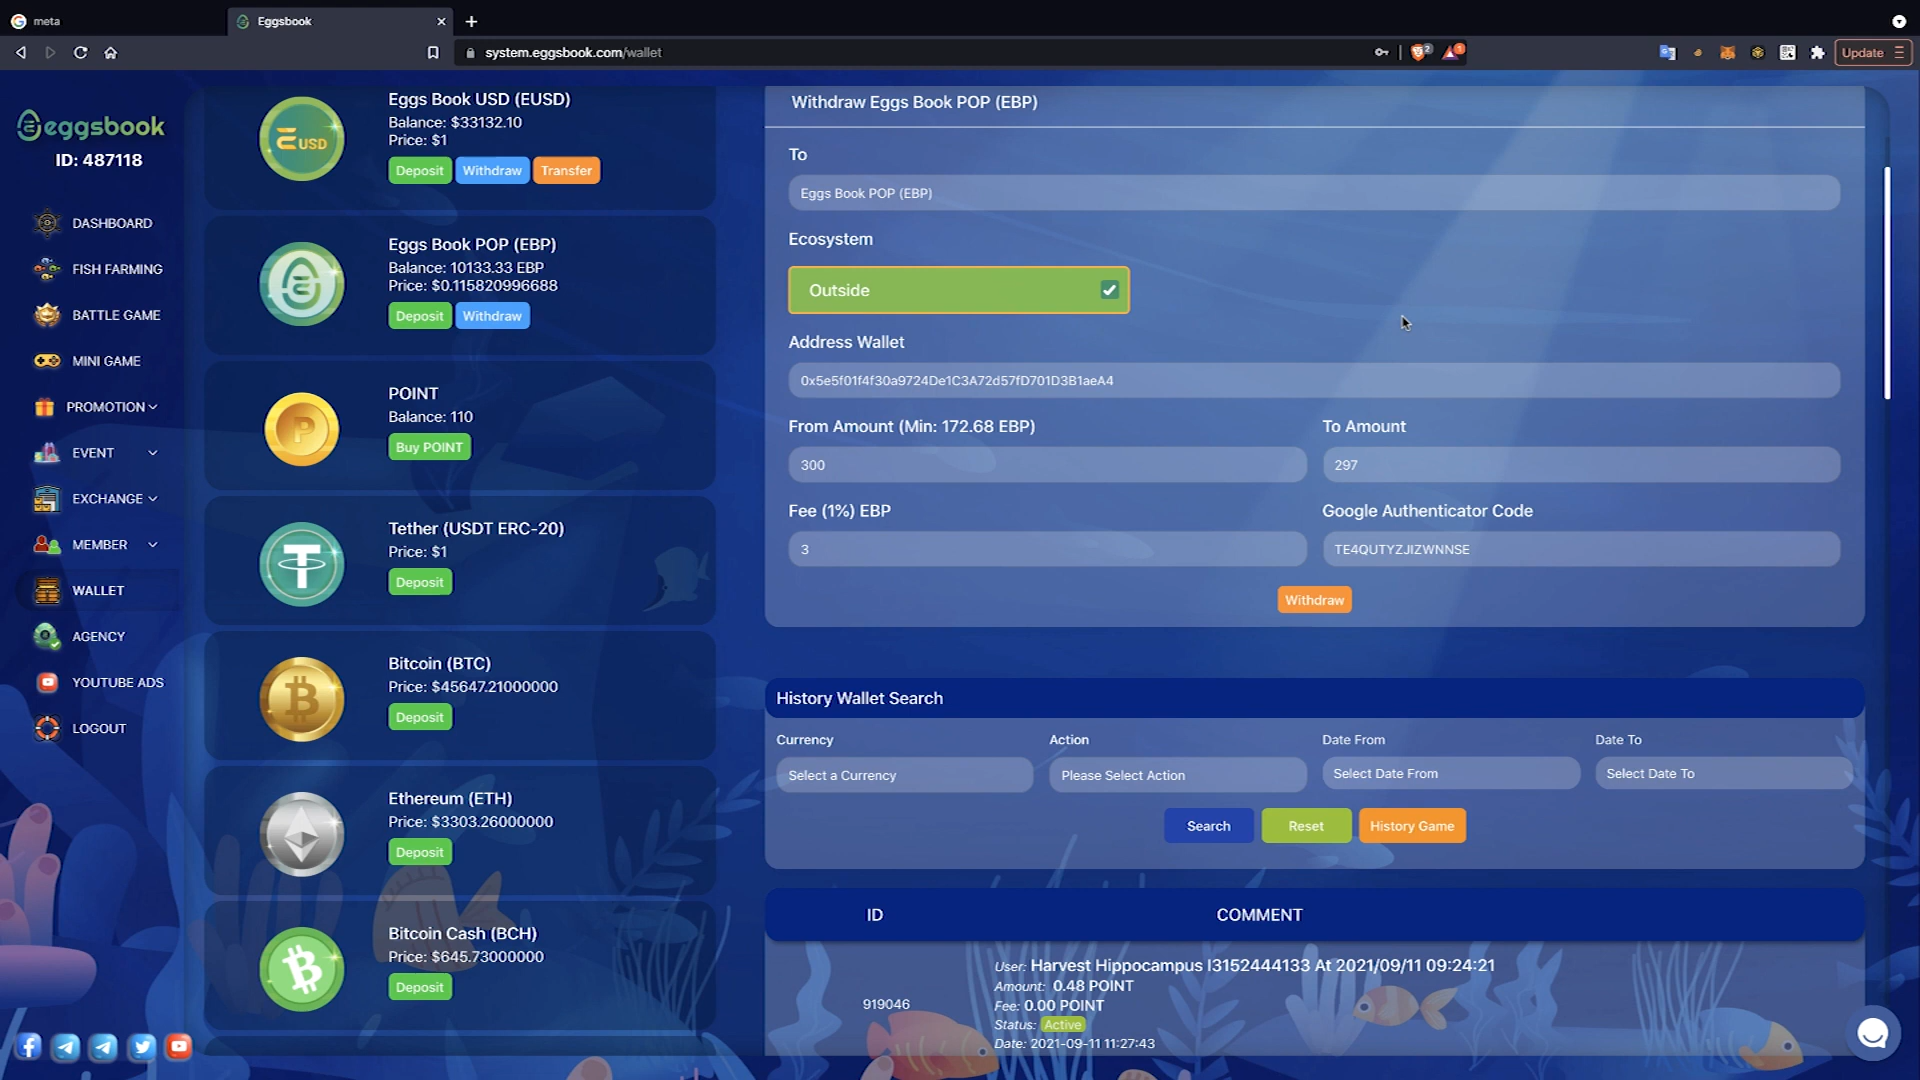 meta
Eggsbook
system.eggsbook.com/wallet
2
1
Update
eggsbook
ID: 487118
DASHBOARD
FISH FARMING
BATTLE GAME
MINI GAME
PROMOTION
EVENT
EXCHANGE
MEMBER
WALLET
AGENCY
YOUTUBE ADS
LOGOUT
EUSD
Eggs Book USD (EUSD)
Balance: $33132.10
Price: $1
Deposit Withdraw Transfer
Eggs Book POP (EBP)
Balance: 10133.33 EBP
Price: $0.115820996688
Deposit Withdraw
P
POINT
Balance: 110
Buy POINT
Tether (USDT ERC-20)
Price: $1
Deposit
Bitcoin (BTC)
Price: $45647.21000000
Deposit
Ethereum (ETH)
Price: $3303.26000000
Deposit
Bitcoin Cash (BCH)
Price: $645.73000000
Deposit
Withdraw Eggs Book POP (EBP)
To
Eggs Book POP (EBP)
Ecosystem
Outside
Address Wallet
0x5e5f01f4f30a9724De1C3A72d57fD701D3B1aeA4
From Amount (Min: 172.68 EBP) To Amount
300 297
Fee (1%) EBP Google Authenticator Code
3 TE4QUTYZJIZWNNSE
Withdraw
History Wallet Search
Currency Action Date From Date To
Select a Currency Please Select Action Select Date From Select Date To
Search Reset History Game
ID COMMENT
919046
User: Harvest Hippocampus I3152444133 At 2021/09/11 09:24:21
Amount: 0.48 POINT
Fee: 0.00 POINT
Status: Active
Date: 2021-09-11 11:27:43